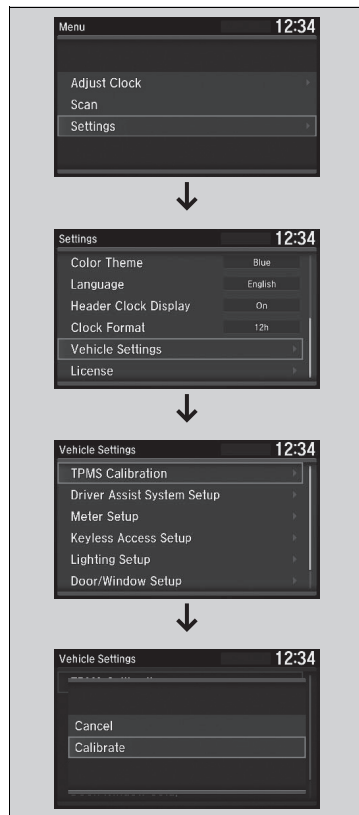 Menu 12:34
Adjust Clock
Scan
Settings
Settings 12:34
Color Theme Blue
Language English
Header Clock Display On
Clock Format 12h
Vehicle Settings
License
Vehicle Settings 12:34
TPMS Calibration
Driver Assist System Setup
Meter Setup
Keyless Access Setup
Lighting Setup
Door/Window Setup
Vehicle Settings 12:34
Cancel
Calibrate